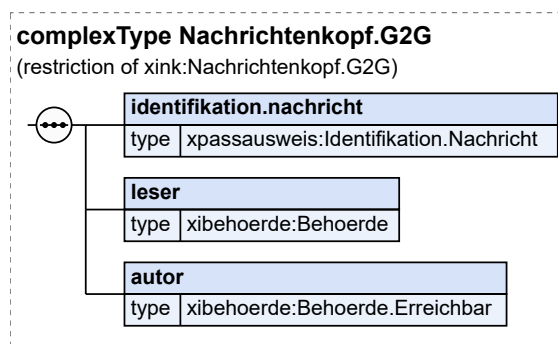 complexType Nachrichtenkopf.G2G
(restriction of xink:Nachrichtenkopf.G2G)
identifikation.nachricht
type xpassausweis:Identifikation.Nachricht
leser
type xibehoerde:Behoerde
autor
type xibehoerde:Behoerde.Erreichbar